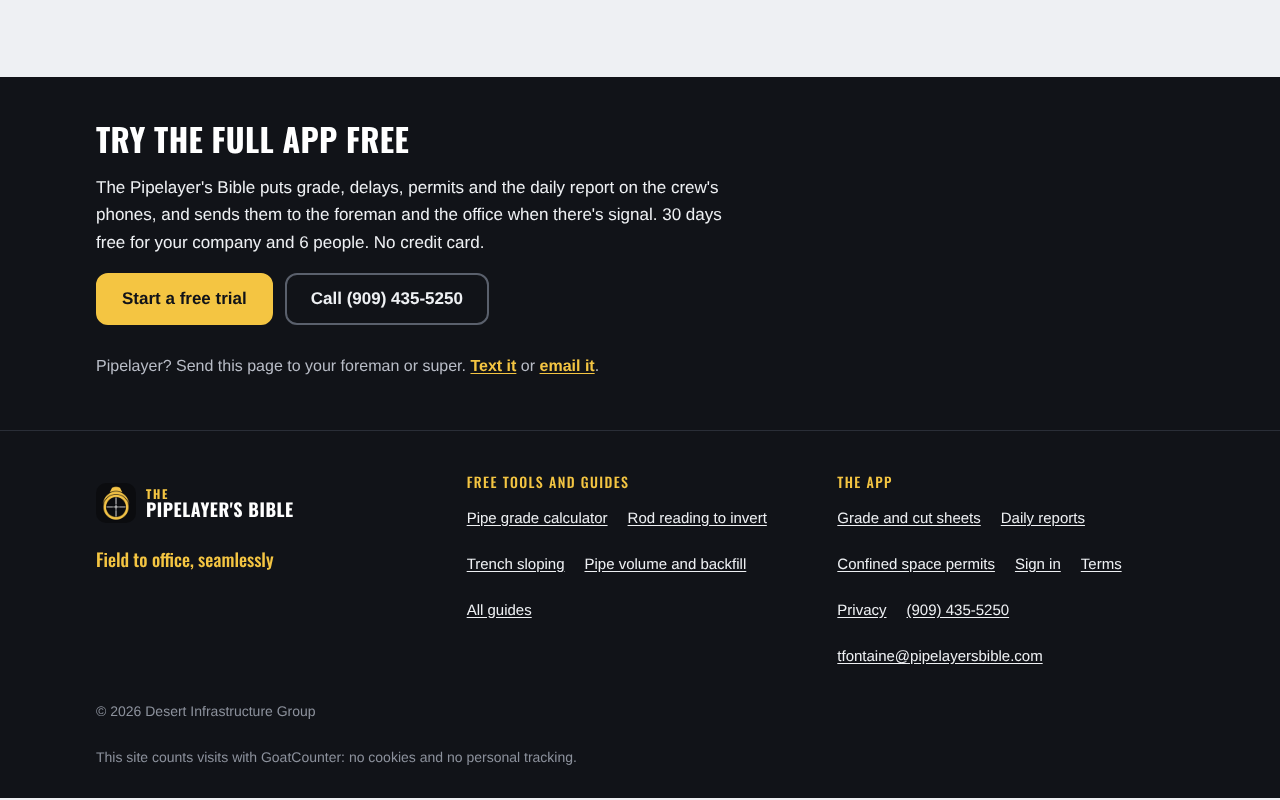 TRY THE FULL APP FREE
The Pipelayer's Bible puts grade, delays, permits and the daily report on the crew's
phones, and sends them to the foreman and the office when there's signal. 30 days
free for your company and 6 people. No credit card.
Start a free trial
Call (909) 435-5250
Pipelayer? Send this page to your foreman or super. Text it or email it.
THE
PIPELAYER'S BIBLE
Field to office, seamlessly
FREE TOOLS AND GUIDES
Pipe grade calculator Rod reading to invert
Trench sloping Pipe volume and backfill
All guides
THE APP
Grade and cut sheets Daily reports
Confined space permits Sign in Terms
Privacy (909) 435-5250
tfontaine@pipelayersbible.com
© 2026 Desert Infrastructure Group
This site counts visits with GoatCounter: no cookies and no personal tracking.